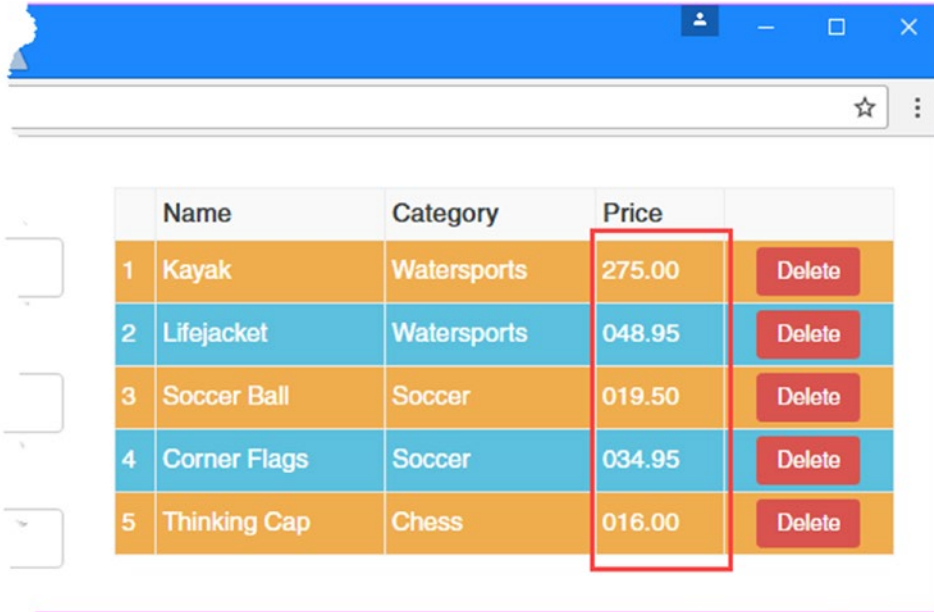 Name Category Price
1 Kayak Watersports 275.00 Delete
2 Lifejacket Watersports 048.95 Delete
3 Soccer Ball Soccer 019.50 Delete
4 Corner Flags Soccer 034.95 Delete
5 Thinking Cap Chess 016.00 Delete